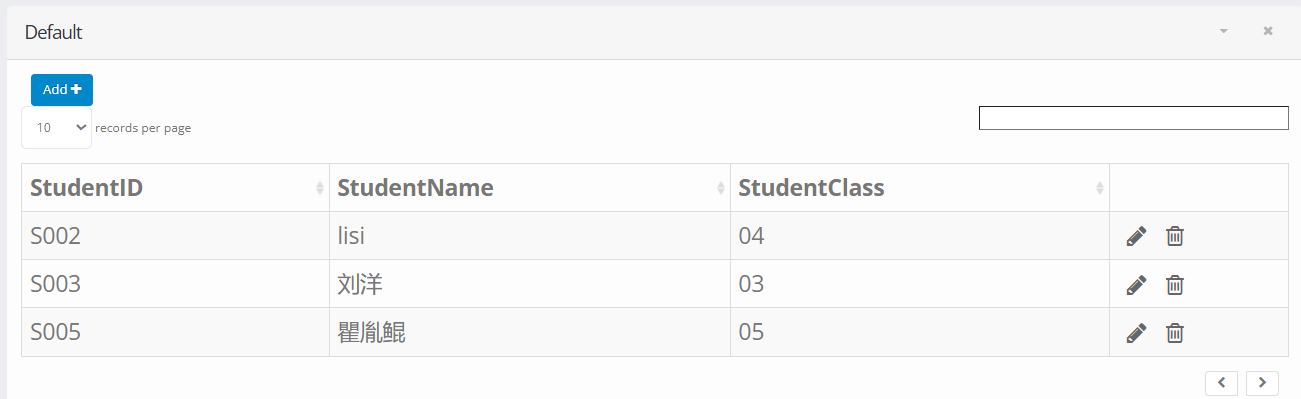 Default
Add
10 records per page
StudentID StudentName StudentClass
S002 lisi 04
S003 刘洋 03
S005 瞿胤鲲 05